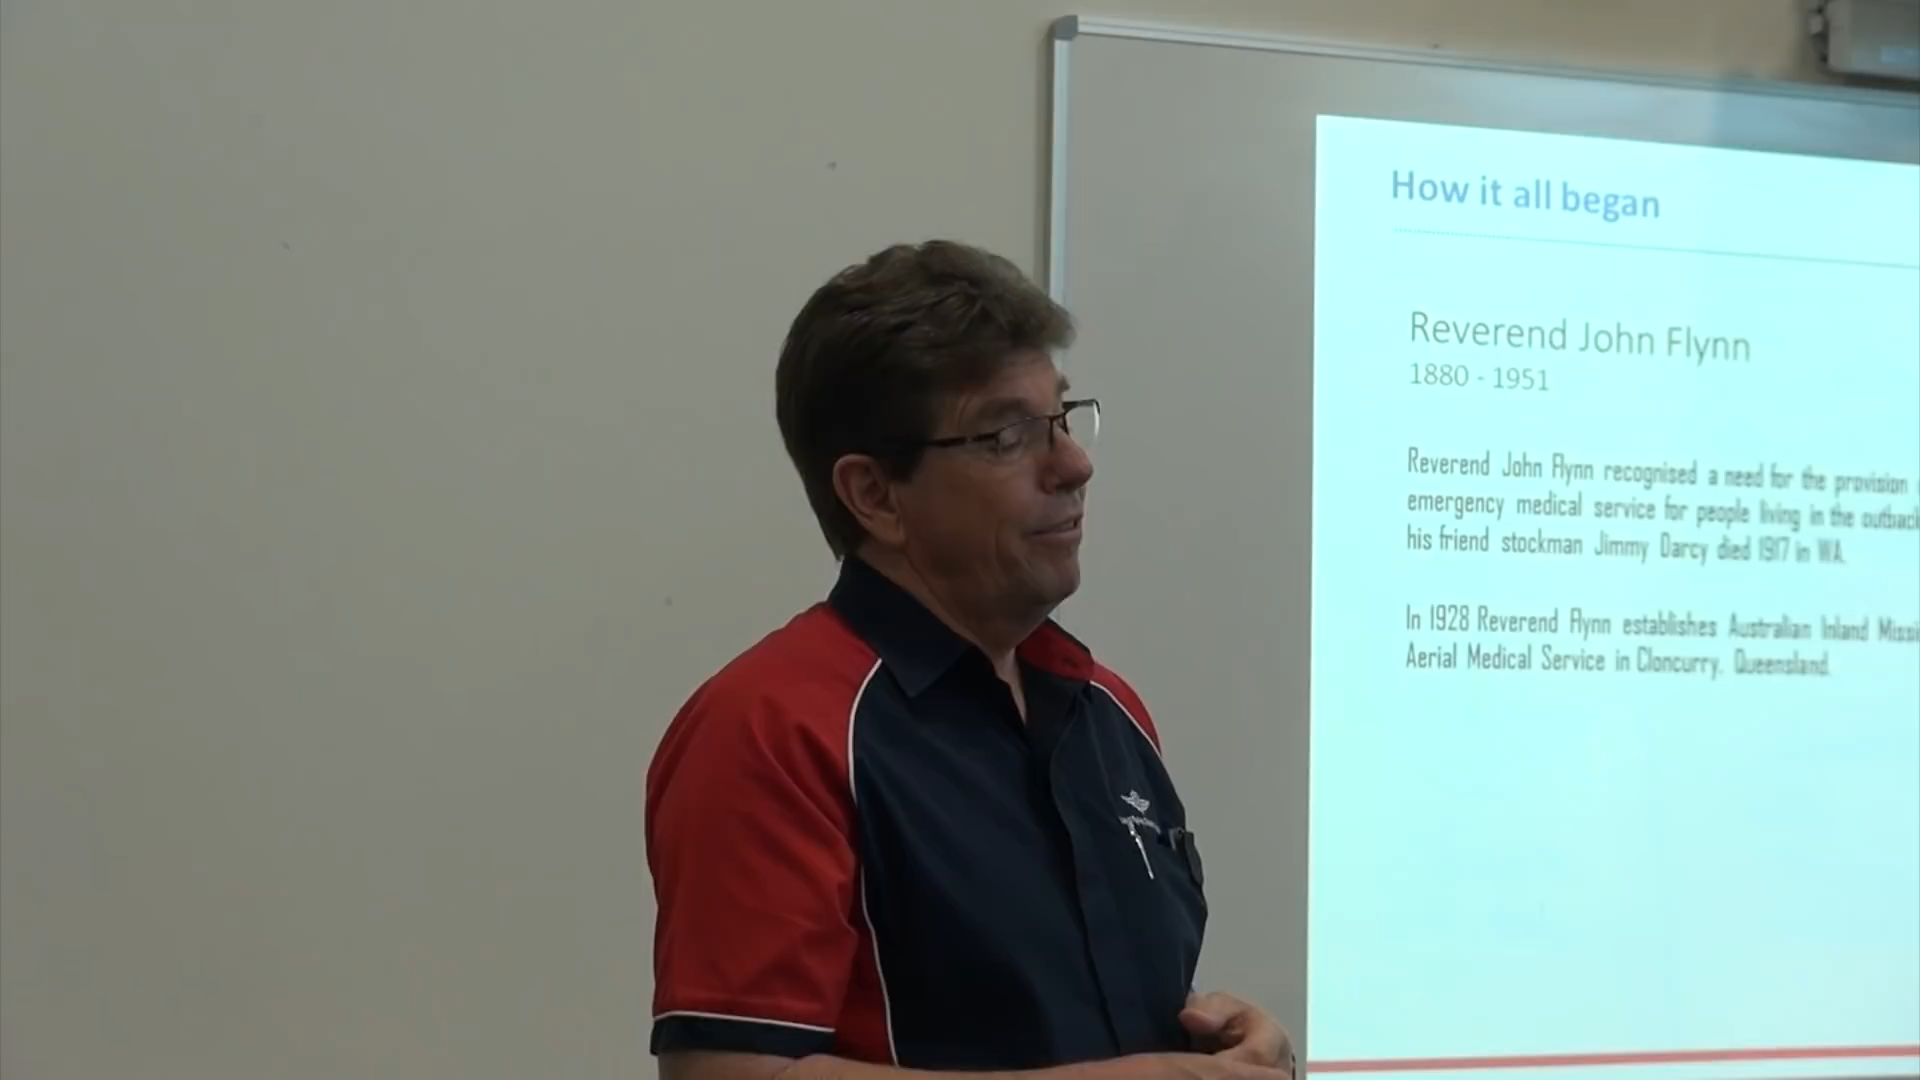 How it all began
Reverend John Flynn
1880 - 1951
Reverend John Flynn recognised a need for the provision
emergency medical service for people living in the outback
his friend stockman Jimmy Darcy died 1917 in WA.
In 1928 Reverend Flynn establishes Australian Inland Missi
Aerial Medical Service in Cloncurry, Queensland.